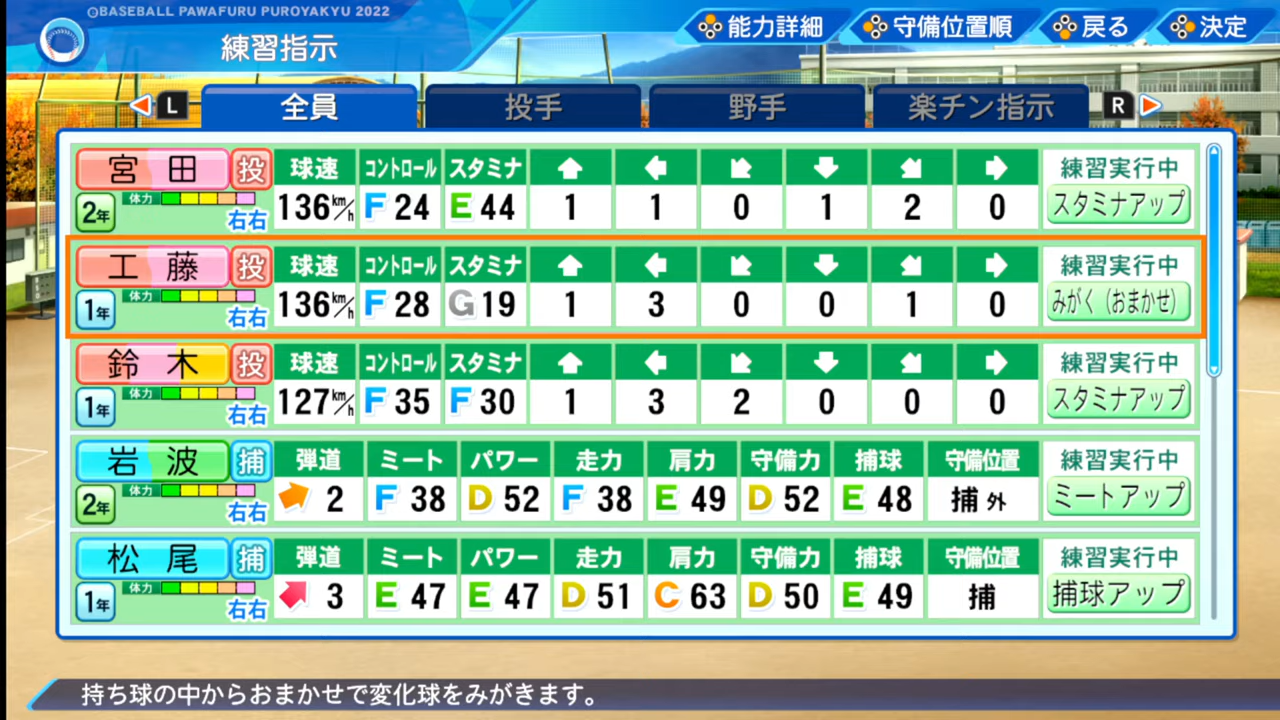 ©BASEBALL PAWAFURU PUROYAKYU 2022
練習指示
能力詳細 守備位置順 戻る 決定
L 全員 投手 野手 楽チン指示 R
宮田 投 球速 コントロール スタミナ 練習実行中
2年 体力 右右 136km/h F 24 E 44 1 1 0 1 2 0 スタミナアップ
工藤 投 球速 コントロール スタミナ 練習実行中
1年 体力 右右 136km/h F 28 G 19 1 3 0 0 1 0 みがく(おまかせ)
鈴木 投 球速 コントロール スタミナ 練習実行中
1年 体力 右右 127km/h F 35 F 30 1 3 2 0 0 0 スタミナアップ
岩波 捕 弾道 ミート パワー 走力 肩力 守備力 捕球 守備位置 練習実行中
2年 体力 右右 2 F 38 D 52 F 38 E 49 D 52 E 48 捕外 ミートアップ
松尾 捕 弾道 ミート パワー 走力 肩力 守備力 捕球 守備位置 練習実行中
1年 体力 右右 3 E 47 E 47 D 51 C 63 D 50 E 49 捕 捕球アップ
持ち球の中からおまかせで変化球をみがきます。